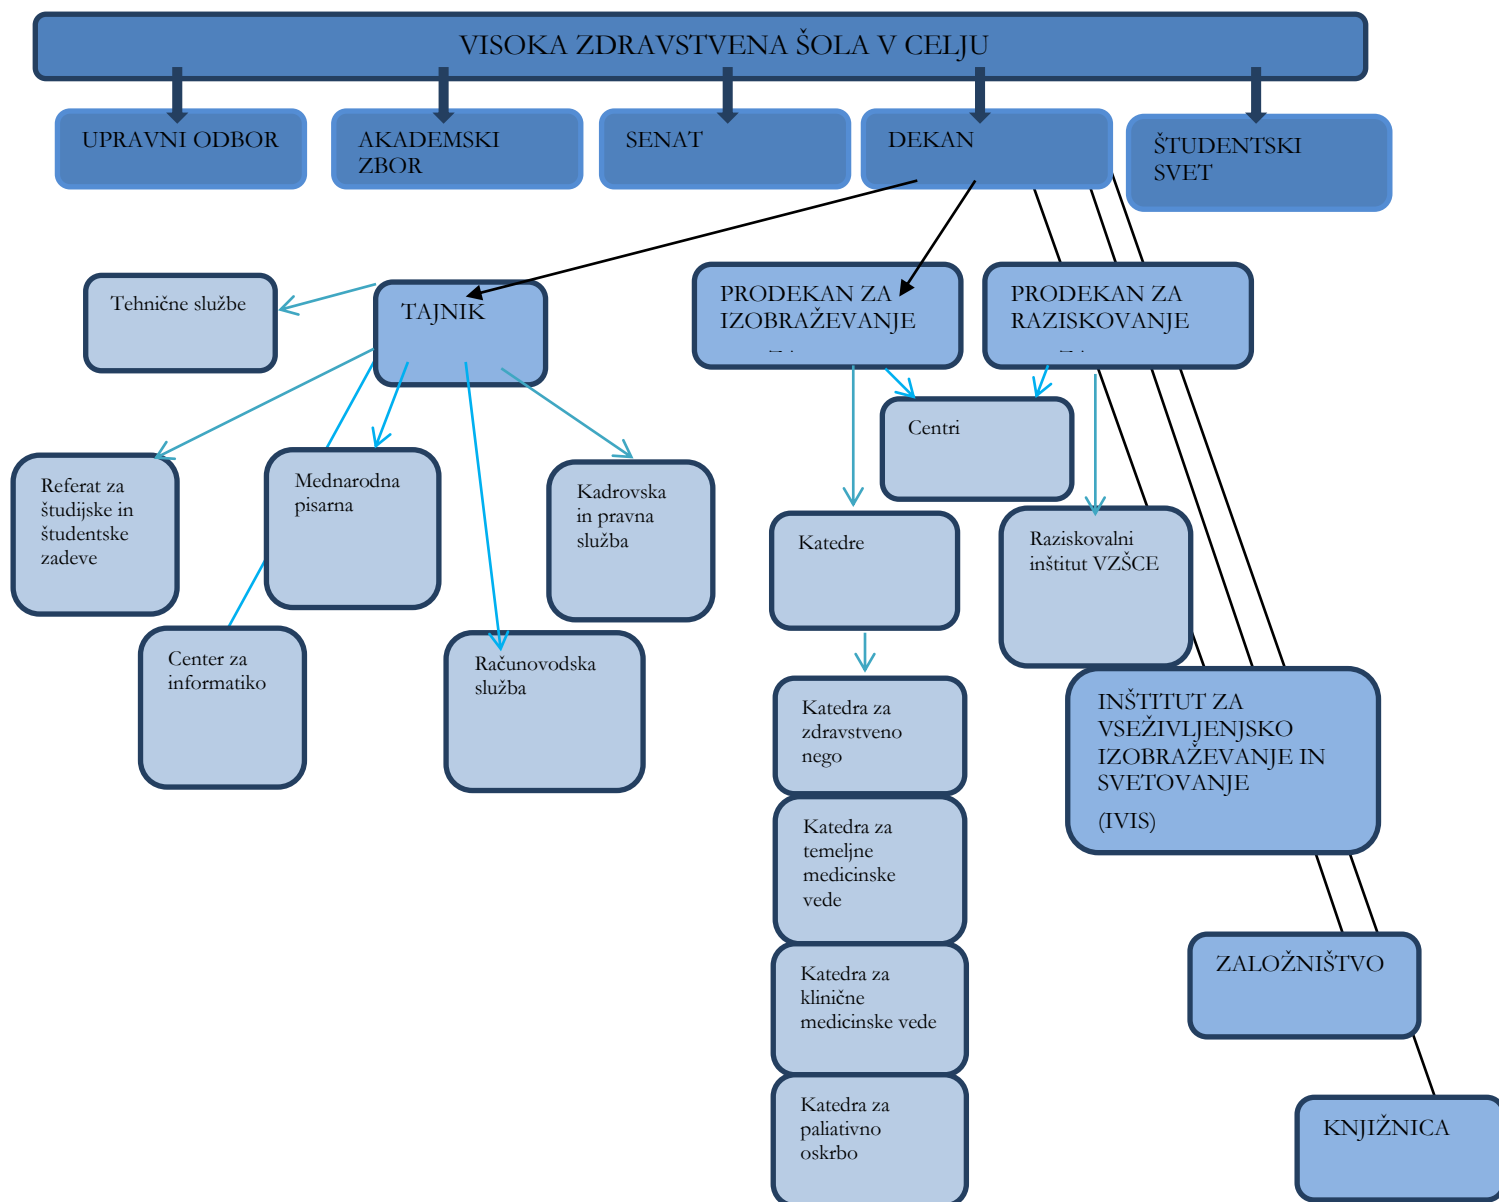 VISOKA ZDRAVSTVENA ŠOLA V CELJU
UPRAVNI ODBOR
AKADEMSKI
ZBOR
SENAT
DEKAN
ŠTUDENTSKI
SVET
Tehnične službe
TAJNIK
PRODEKAN ZA
IZOBRAŽEVANJE
PRODEKAN ZA
RAZISKOVANJE
Centri
Referat za
študijske in
študentske
zadeve
Mednarodna
pisarna
Kadrovska
in pravna
služba
Katedre
Raziskovalni
inštitut VZŠCE
Center za
informatiko
Računovodska
služba
Katedra za
zdravstveno
nego
INŠTITUT ZA
VSEŽIVLJENJSKO
IZOBRAŽEVANJE IN
SVETOVANJE
(IVIS)
Katedra za
temeljne
medicinske
vede
Katedra za
klinične
medicinske vede
ZALOŽNIŠTVO
Katedra za
paliativno
oskrbo
KNJIŽNICA